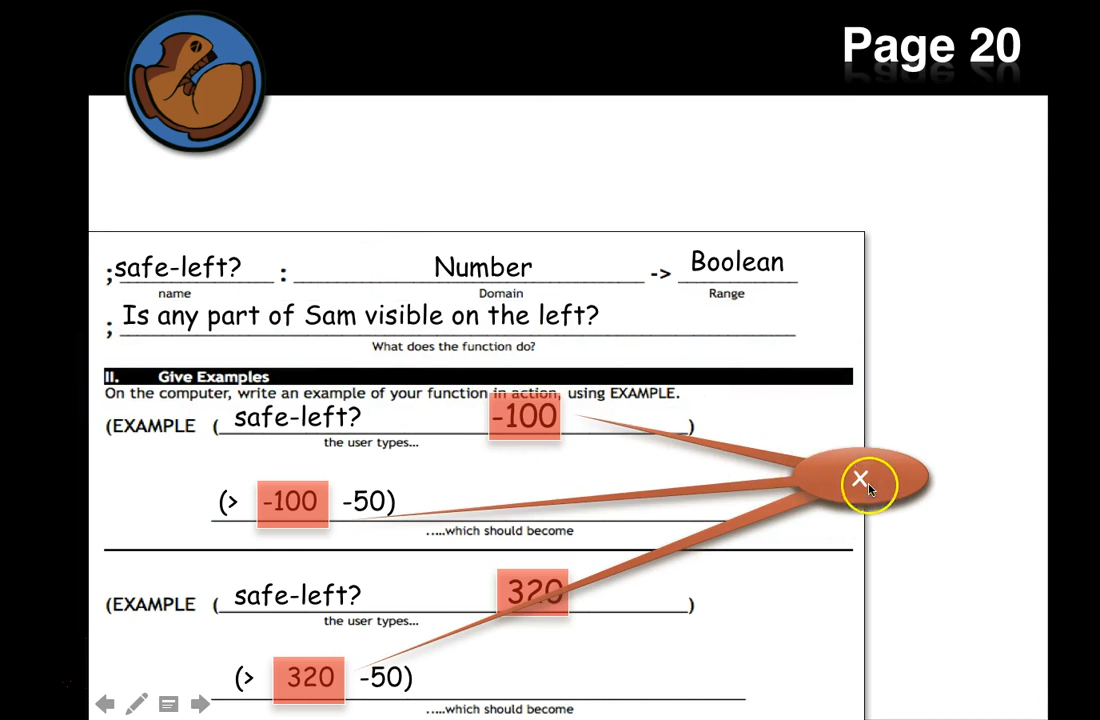 Page 20
;safe-left? : Number -> Boolean
name Domain Range
; Is any part of Sam visible on the left?
What does the function do?
II. Give Examples
On the computer, write an example of your function in action, using EXAMPLE.
(EXAMPLE ( safe-left? -100 )
the user types...
x
(> -100 -50)
.....which should become
(EXAMPLE ( safe-left? 320 )
the user types...
(> 320 -50)
.....which should become